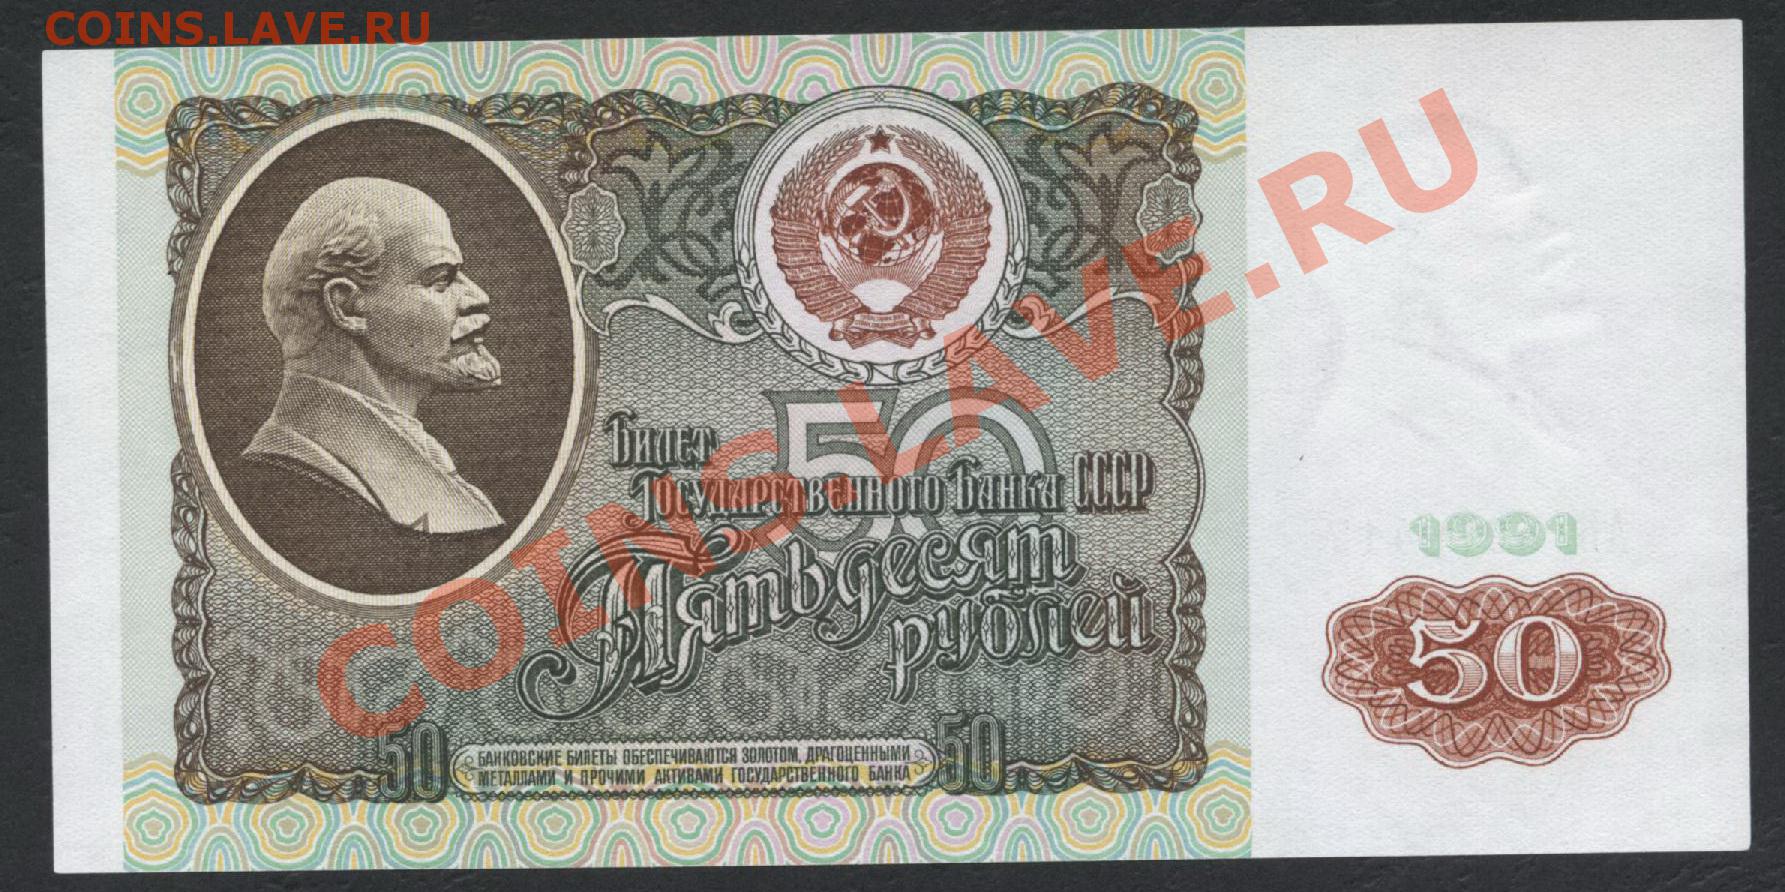 COINS.LAVE.RU
50
Билет
Государственного Банка СССР
Пятьдесят
рублей
50
БАНКОВСКИЕ БИЛЕТЫ ОБЕСПЕЧИВАЮТСЯ ЗОЛОТОМ, ДРАГОЦЕННЫМИ
МЕТАЛЛАМИ И ПРОЧИМИ АКТИВАМИ ГОСУДАРСТВЕННОГО БАНКА
50
1991
50
COINS.LAVE.RU